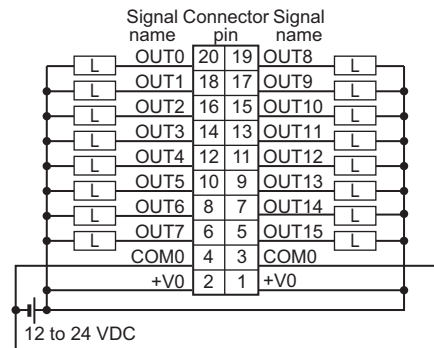 Signal Connector Signal
name pin name
L OUT0 20 19 OUT8 L
L OUT1 18 17 OUT9 L
L OUT2 16 15 OUT10 L
L OUT3 14 13 OUT11 L
L OUT4 12 11 OUT12 L
L OUT5 10 9 OUT13 L
L OUT6 8 7 OUT14 L
L OUT7 6 5 OUT15 L
COM0 4 3 COM0
+V0 2 1 +V0
12 to 24 VDC